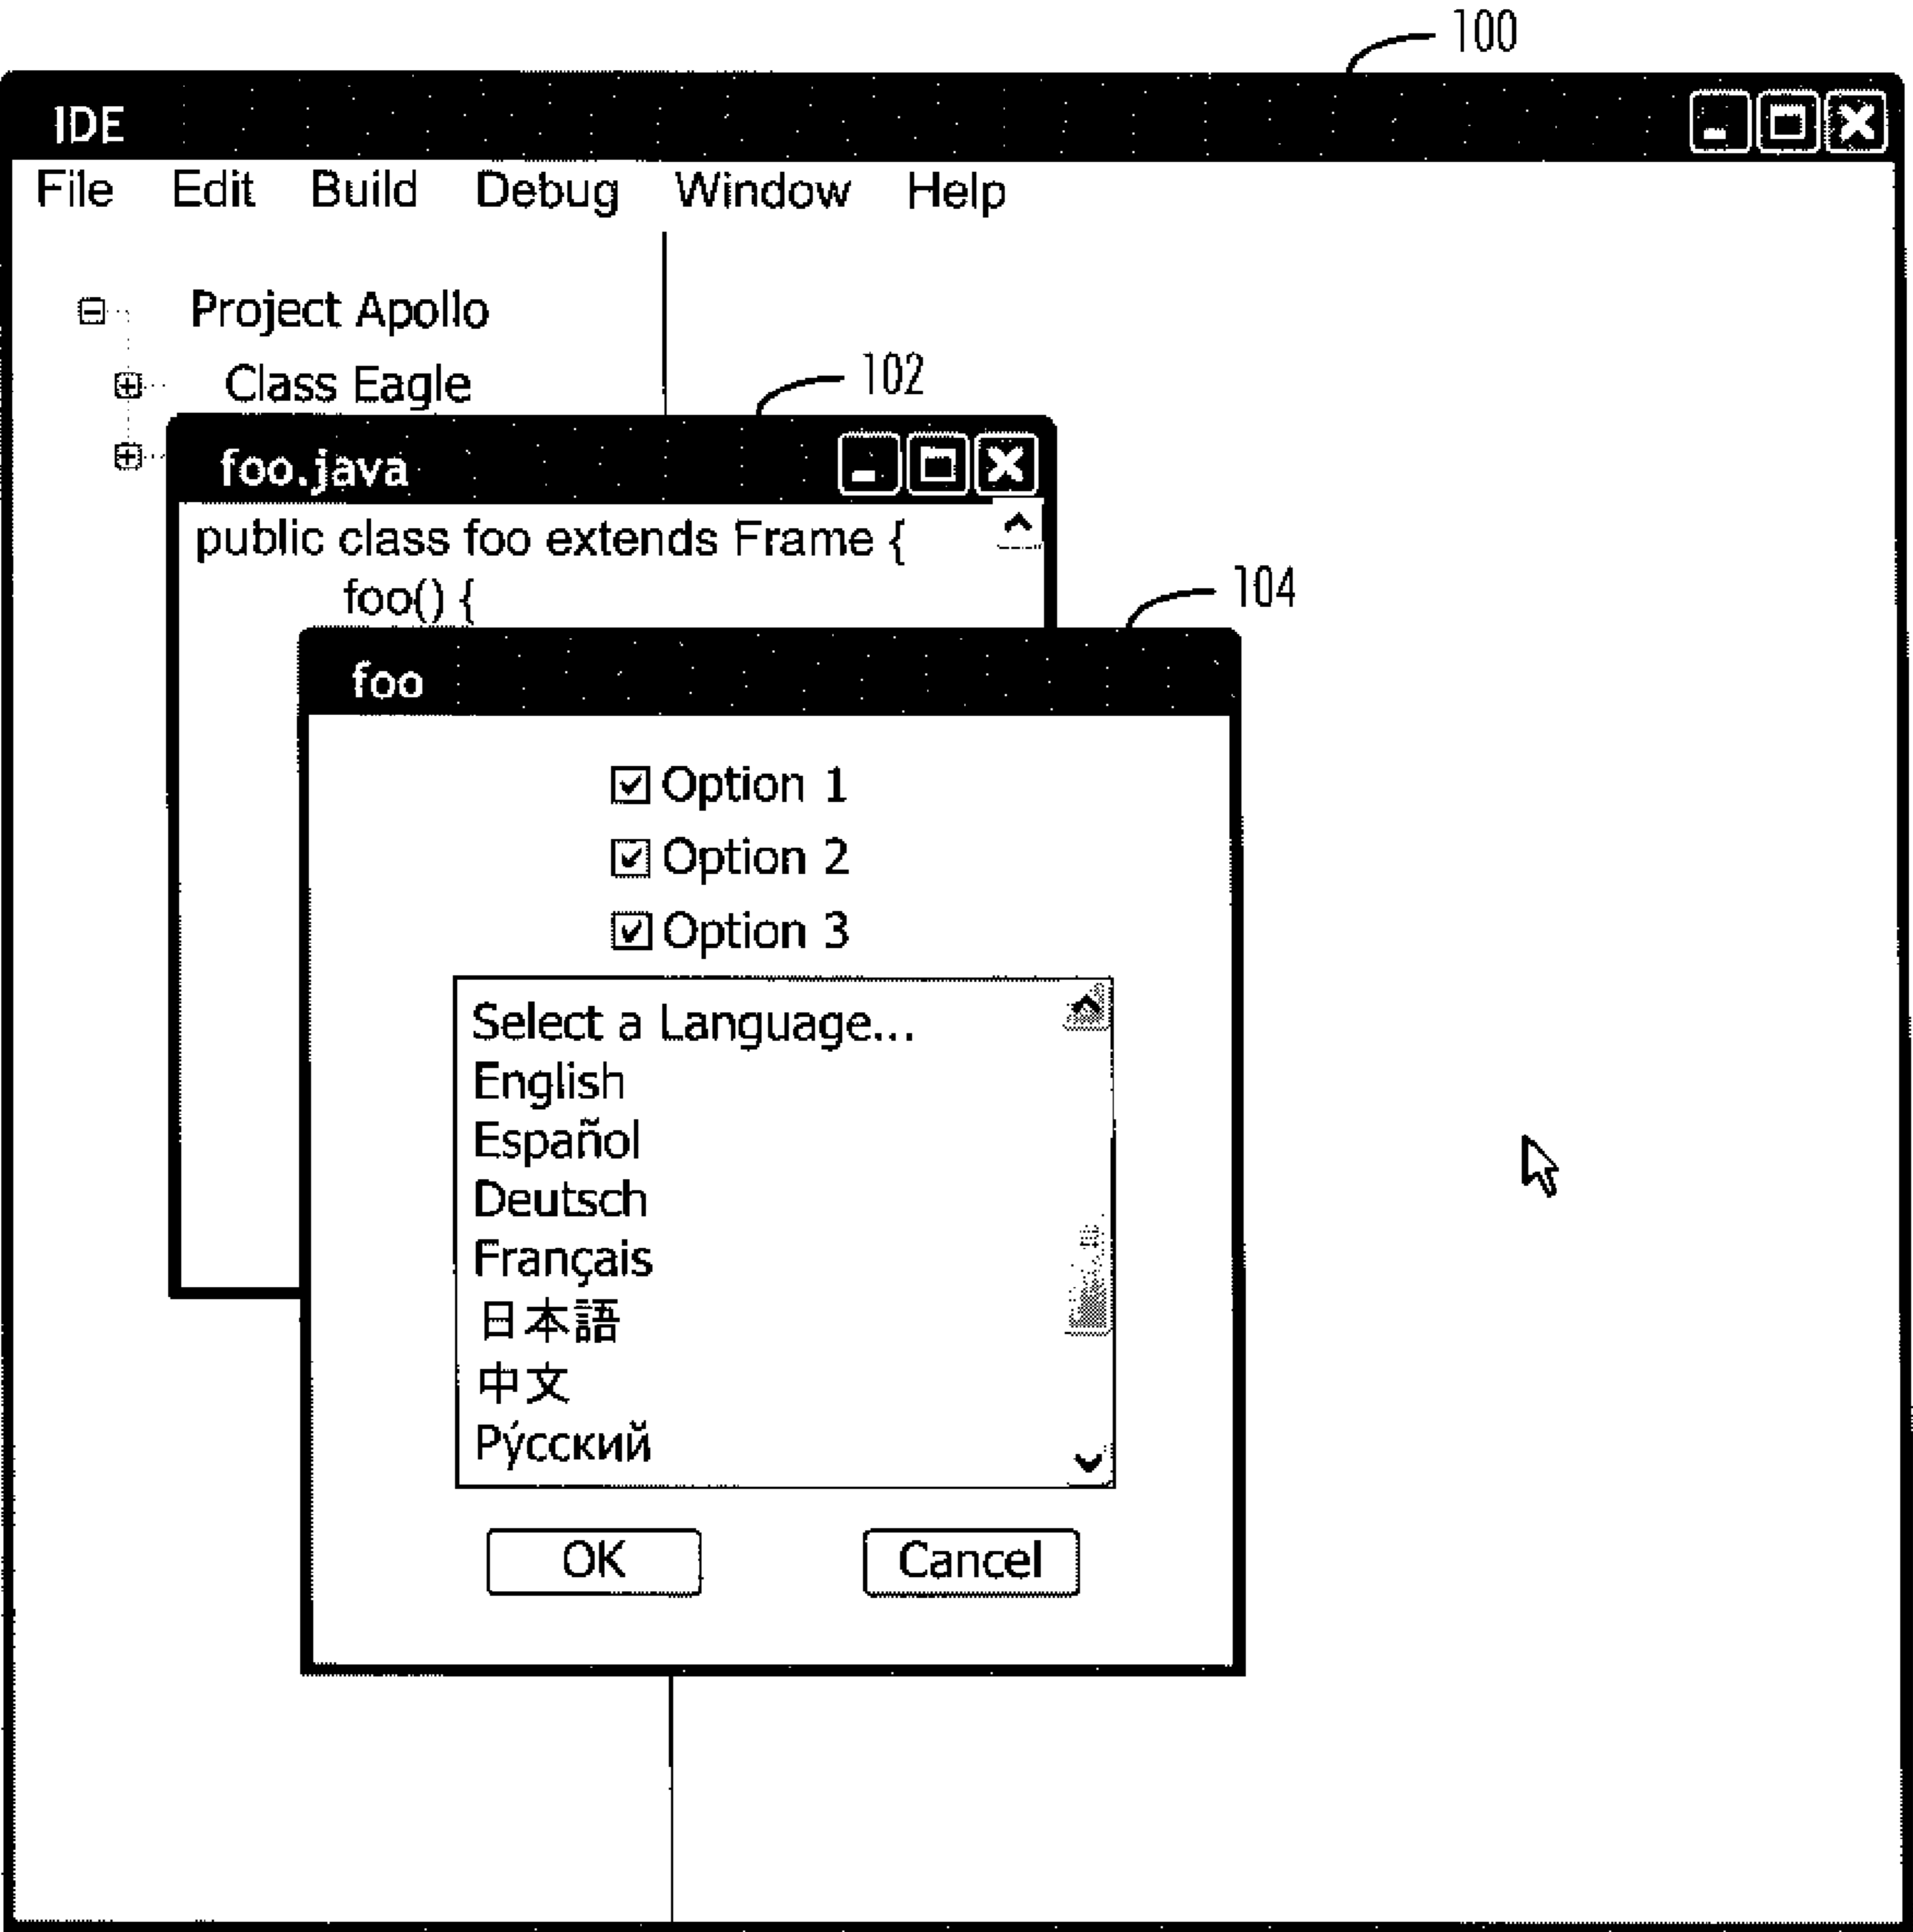 100
IDE
File Edit Build Debug Window Help
Project Apollo
Class Eagle
102
foo.java
public class foo extends Frame {
foo() {
104
foo
Option 1
Option 2
Option 3
Select a Language...
English
Español
Deutsch
Français
日本語
中文
Ру́сский
OK Cancel